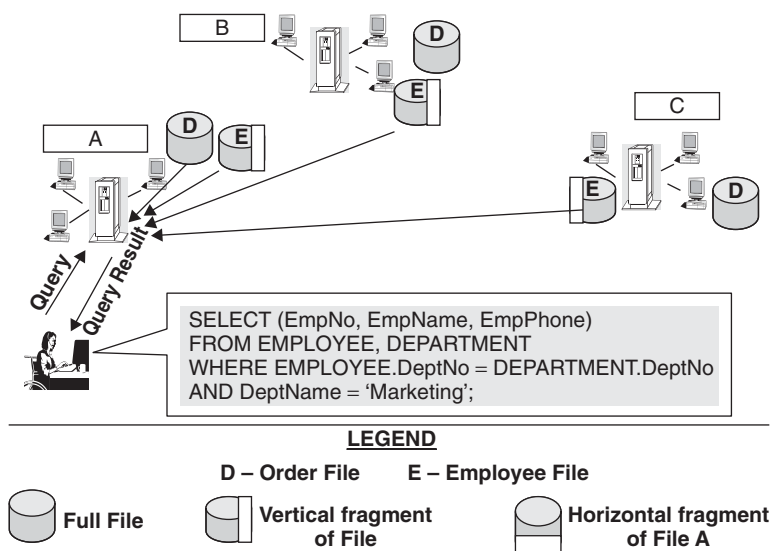 B
D
E
C
A
D
E
E
D
Query
Query Result
SELECT (EmpNo, EmpName, EmpPhone)
FROM EMPLOYEE, DEPARTMENT
WHERE EMPLOYEE.DeptNo = DEPARTMENT.DeptNo
AND DeptName = ‘Marketing’;
LEGEND
D – Order File E – Employee File
Full File
Vertical fragment
of File
Horizontal fragment
of File A